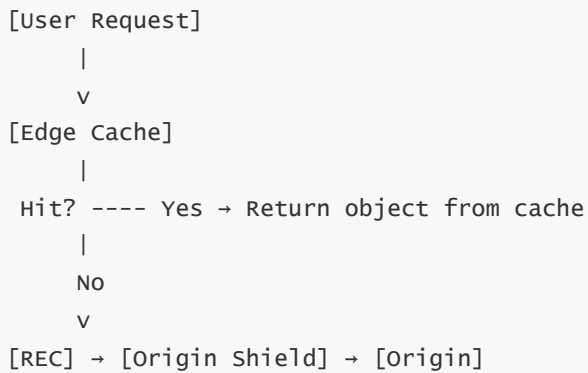 [User Request]
|
v
[Edge Cache]
|
Hit? ---- Yes → Return object from cache
|
No
v
[REC] → [Origin Shield] → [Origin]